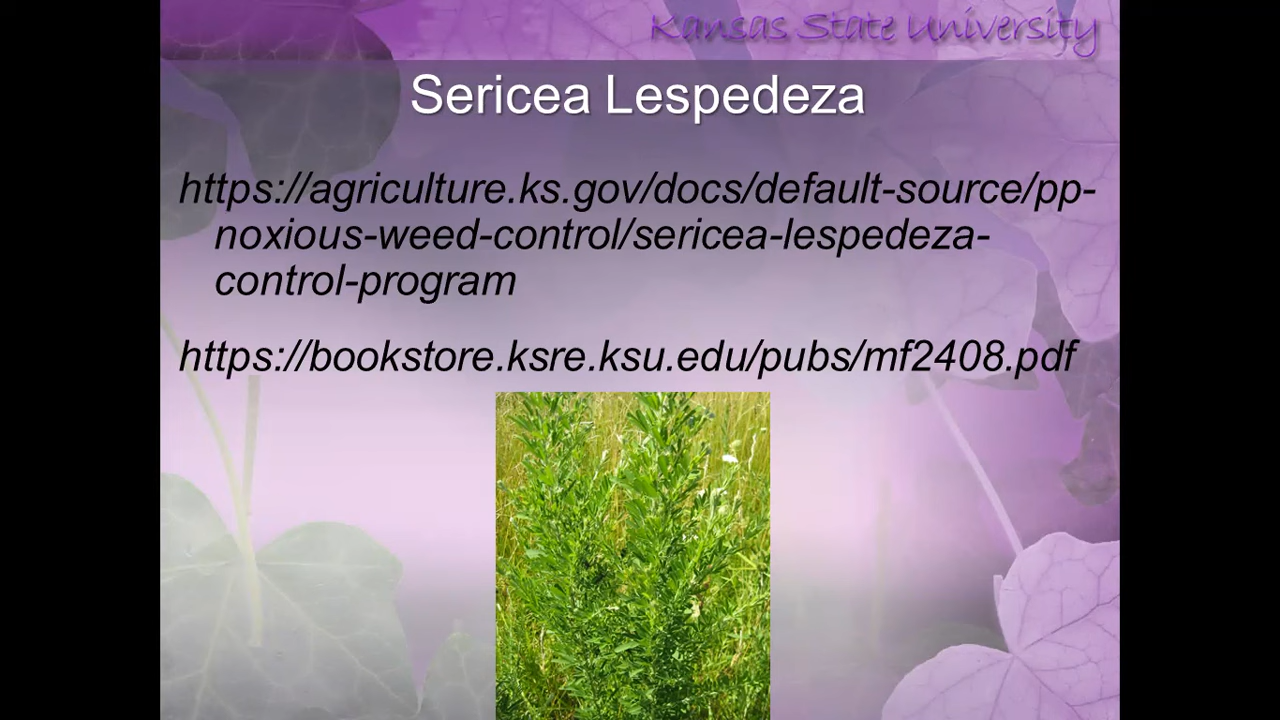 Kansas State University
Sericea Lespedeza
https://agriculture.ks.gov/docs/default-source/pp-
noxious-weed-control/sericea-lespedeza-
control-program
https://bookstore.ksre.ksu.edu/pubs/mf2408.pdf